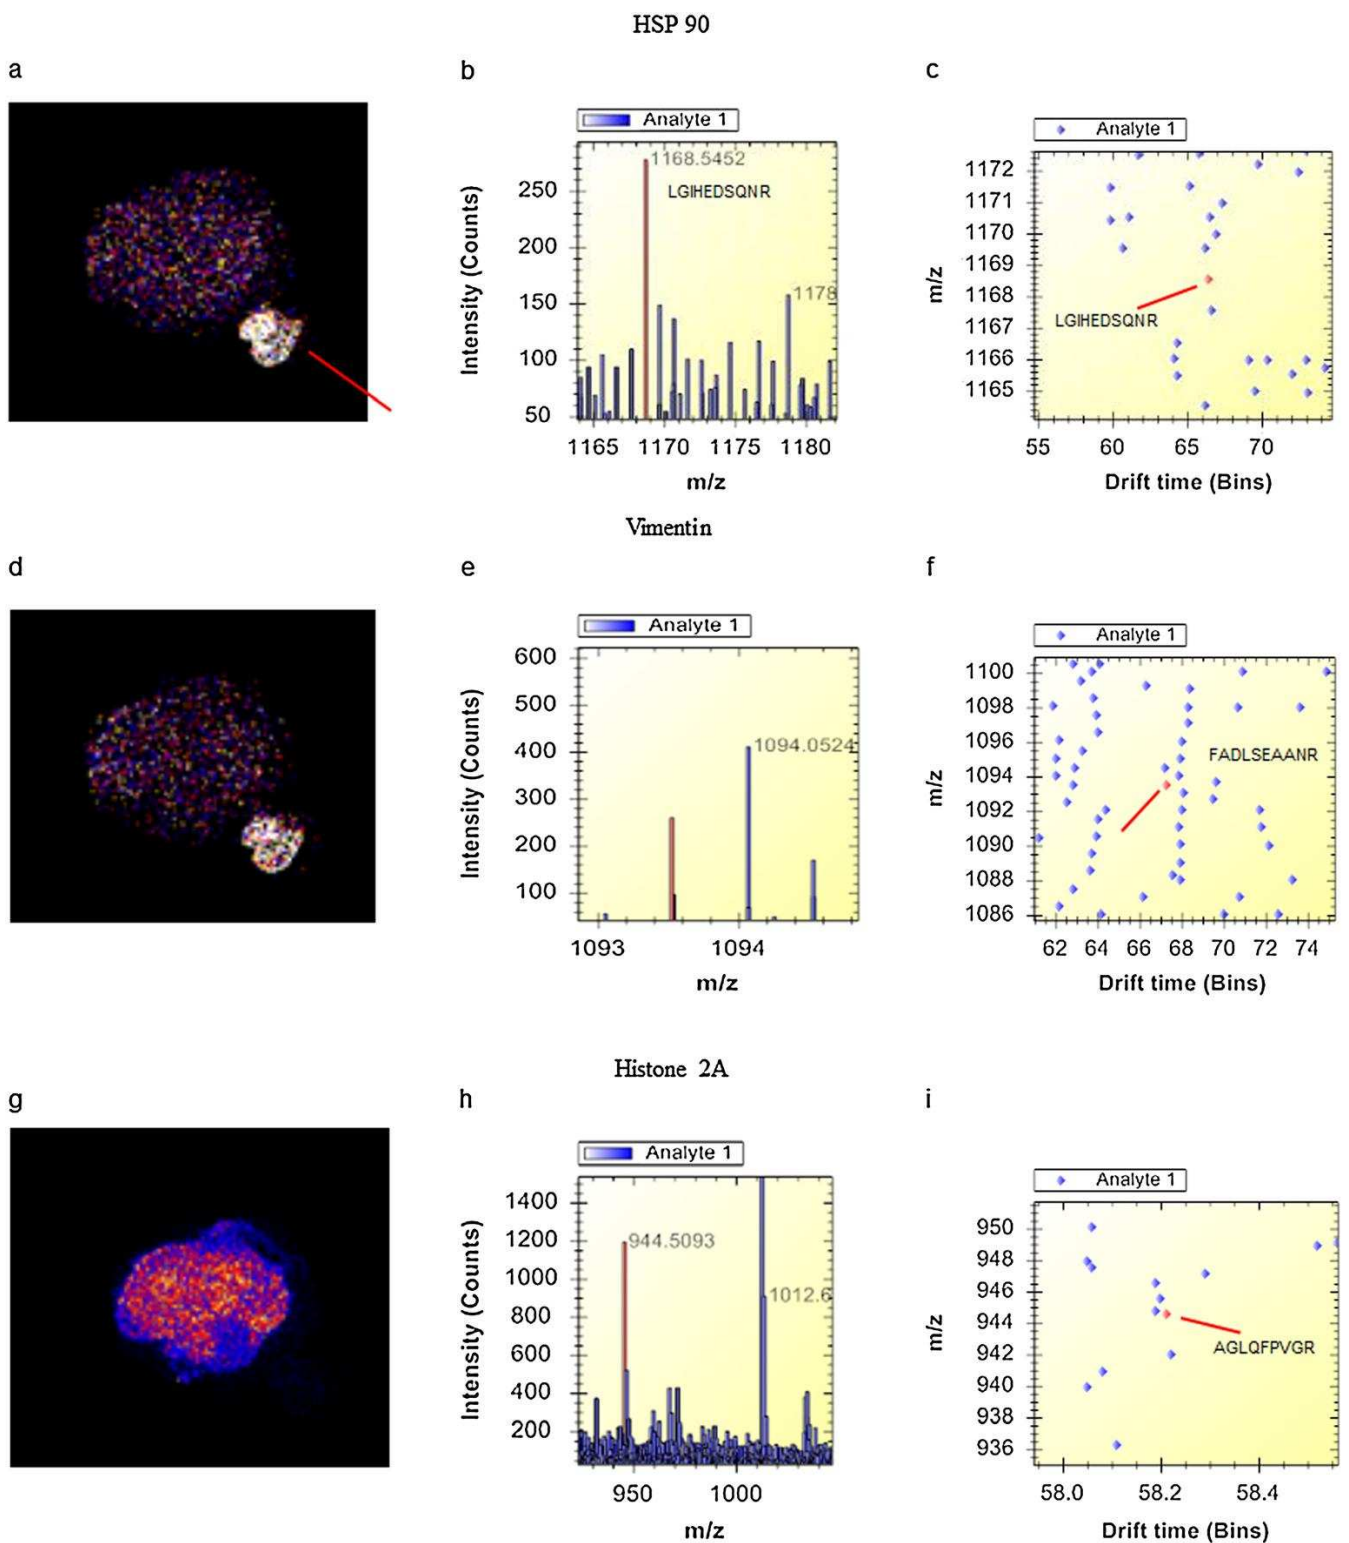 HSP 90
a
b
c
Analyte 1
Analyte 1
1168.5452
LGIHEDSQNR
1178
Intensity (Counts)
250
200
150
100
50
1165 1170 1175 1180
m/z
m/z
1172
1171
1170
1169
1168
1167
1166
1165
LGIHEDSQNR
55 60 65 70
Drift time (Bins)
Vimentin
d
e
f
Analyte 1
Analyte 1
Intensity (Counts)
600
500
400
300
200
100
1094.0524
1093 1094
m/z
m/z
1100
1098
1096
1094
1092
1090
1088
1086
FADLSEAANR
62 64 66 68 70 72 74
Drift time (Bins)
Histone 2A
g
h
i
Analyte 1
Analyte 1
Intensity (Counts)
1400
1200
1000
800
600
400
200
944.5093
1012.6
950 1000
m/z
m/z
950
948
946
944
942
940
938
936
AGLQFPVGR
58.0 58.2 58.4
Drift time (Bins)